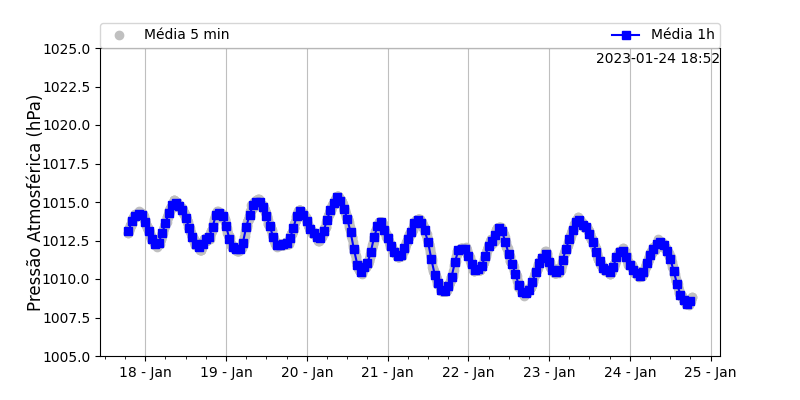 Média 5 min
Média 1h
2023-01-24 18:52
Pressão Atmosférica (hPa)
1025.0
1022.5
1020.0
1017.5
1015.0
1012.5
1010.0
1007.5
1005.0
18 - Jan
19 - Jan
20 - Jan
21 - Jan
22 - Jan
23 - Jan
24 - Jan
25 - Jan